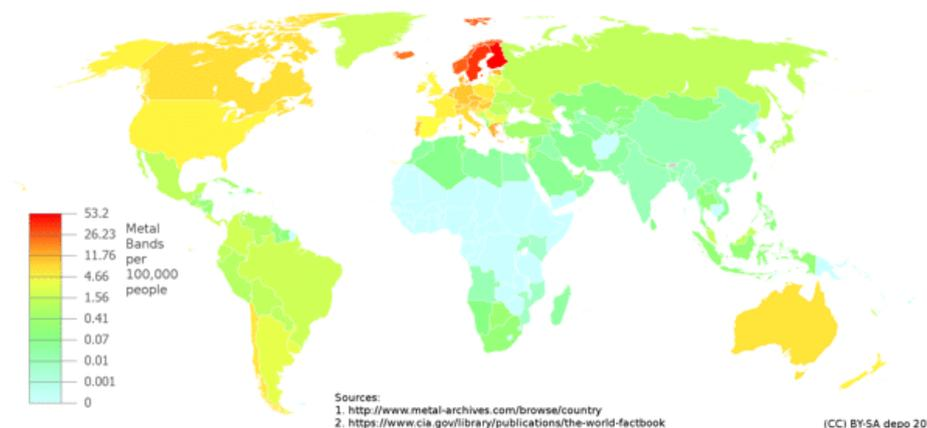 53.2
26.23
11.76
4.66
1.56
0.41
0.07
0.01
0.001
0
Metal
Bands
per
100,000
people
Sources:
1. http://www.metal-archives.com/browse/country
2. https://www.cia.gov/library/publications/the-world-factbook
(CC) BY-SA depo 20